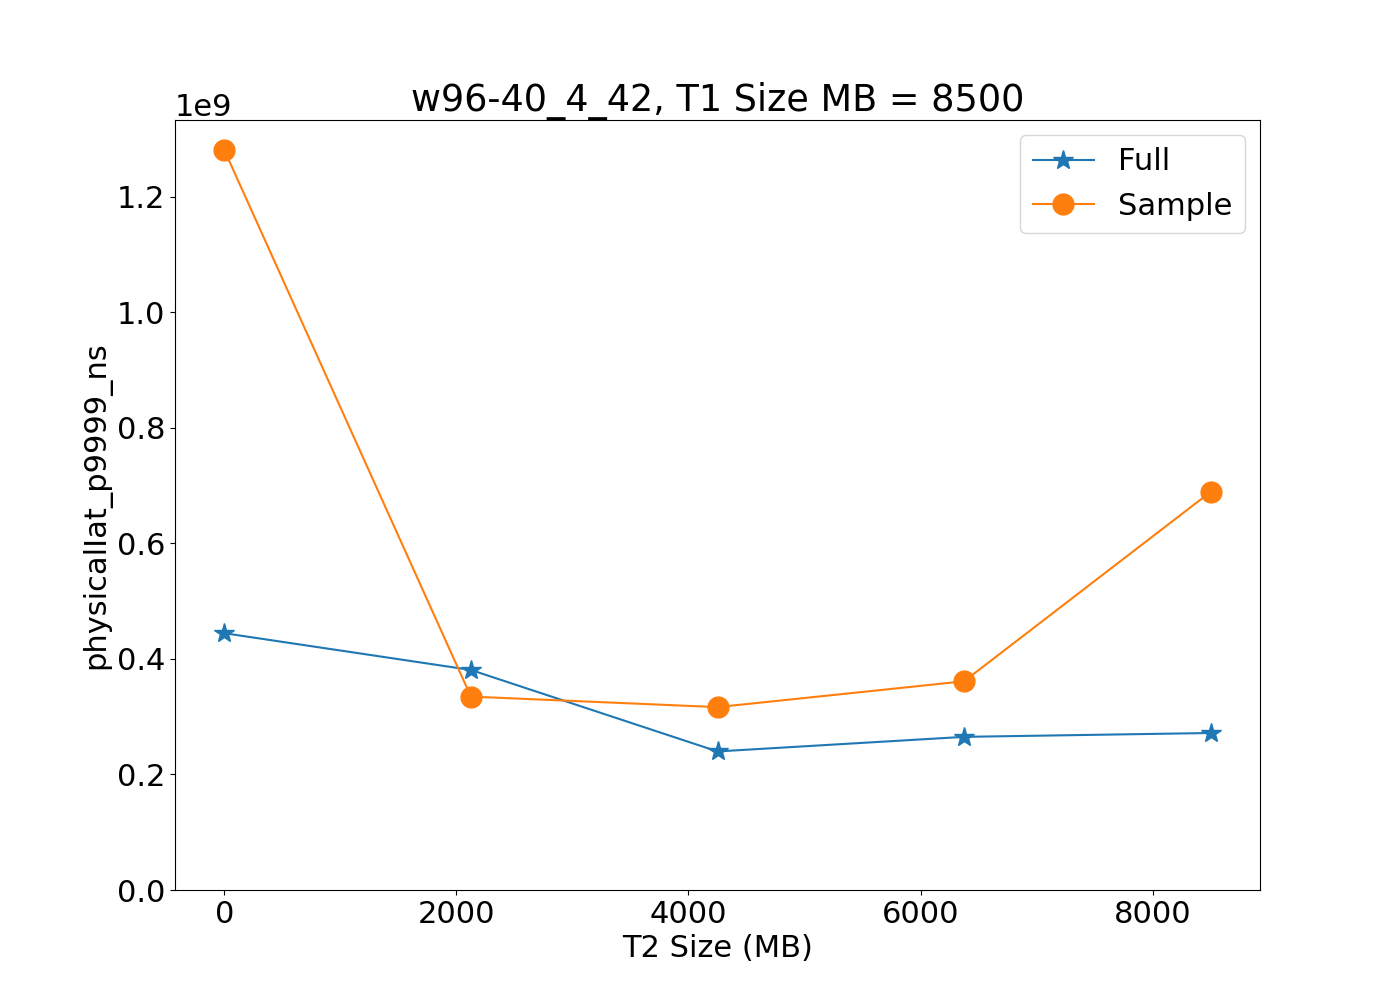 w96-40_4_42, T1 Size MB = 8500
1e9
Full
Sample
1.2
1.0
0.8
0.6
0.4
0.2
0.0
physicallat_p9999_ns
0 2000 4000 6000 8000
T2 Size (MB)